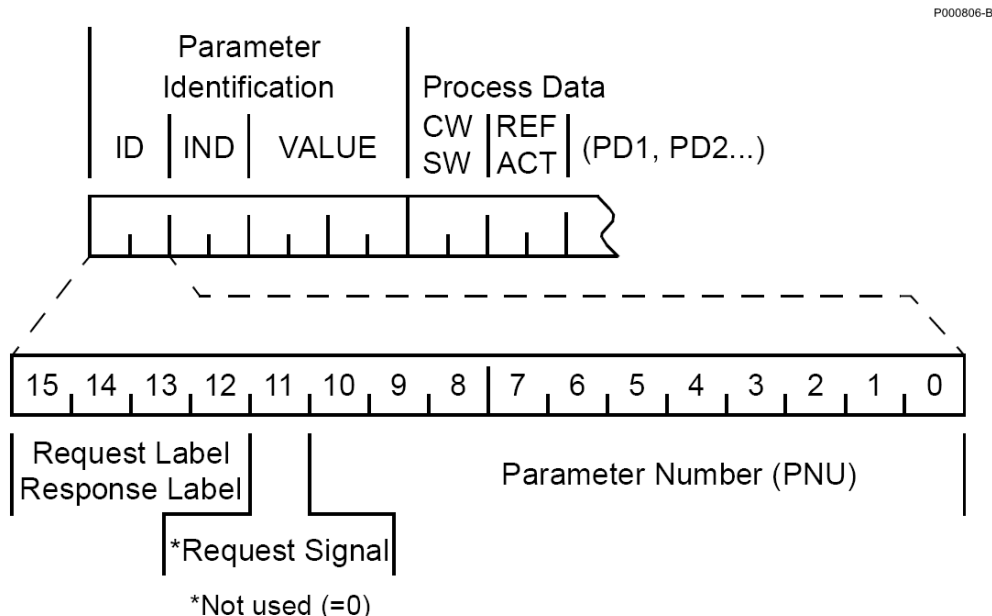 P000806-B
Parameter
Identification
Process Data
ID IND VALUE CW SW REF ACT (PD1, PD2...)
15 14 13 12 11 10 9 8 7 6 5 4 3 2 1 0
Request Label
Response Label
Parameter Number (PNU)
*Request Signal
*Not used (=0)